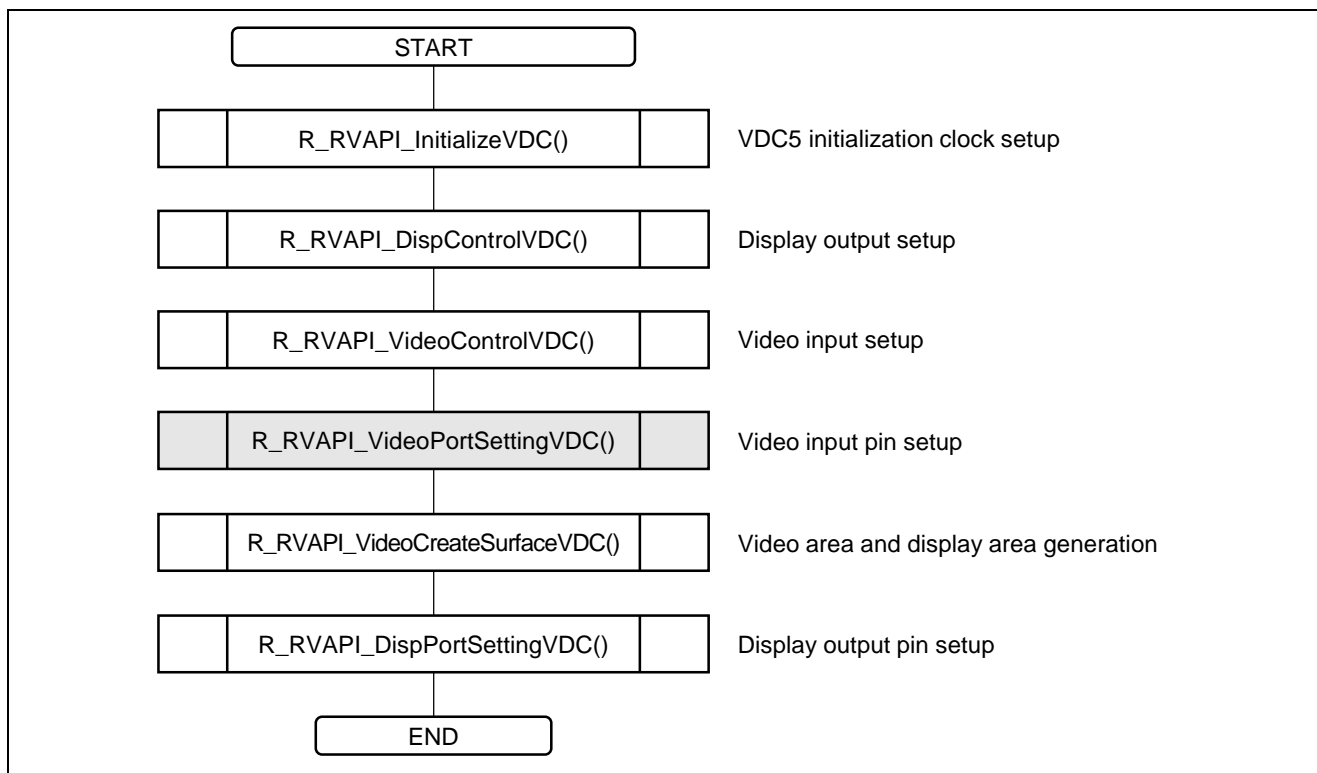 START
R_RVAPI_InitializeVDC()
VDC5 initialization clock setup
R_RVAPI_DispControlVDC()
Display output setup
R_RVAPI_VideoControlVDC()
Video input setup
R_RVAPI_VideoPortSettingVDC()
Video input pin setup
R_RVAPI_VideoCreateSurfaceVDC()
Video area and display area generation
R_RVAPI_DispPortSettingVDC()
Display output pin setup
END